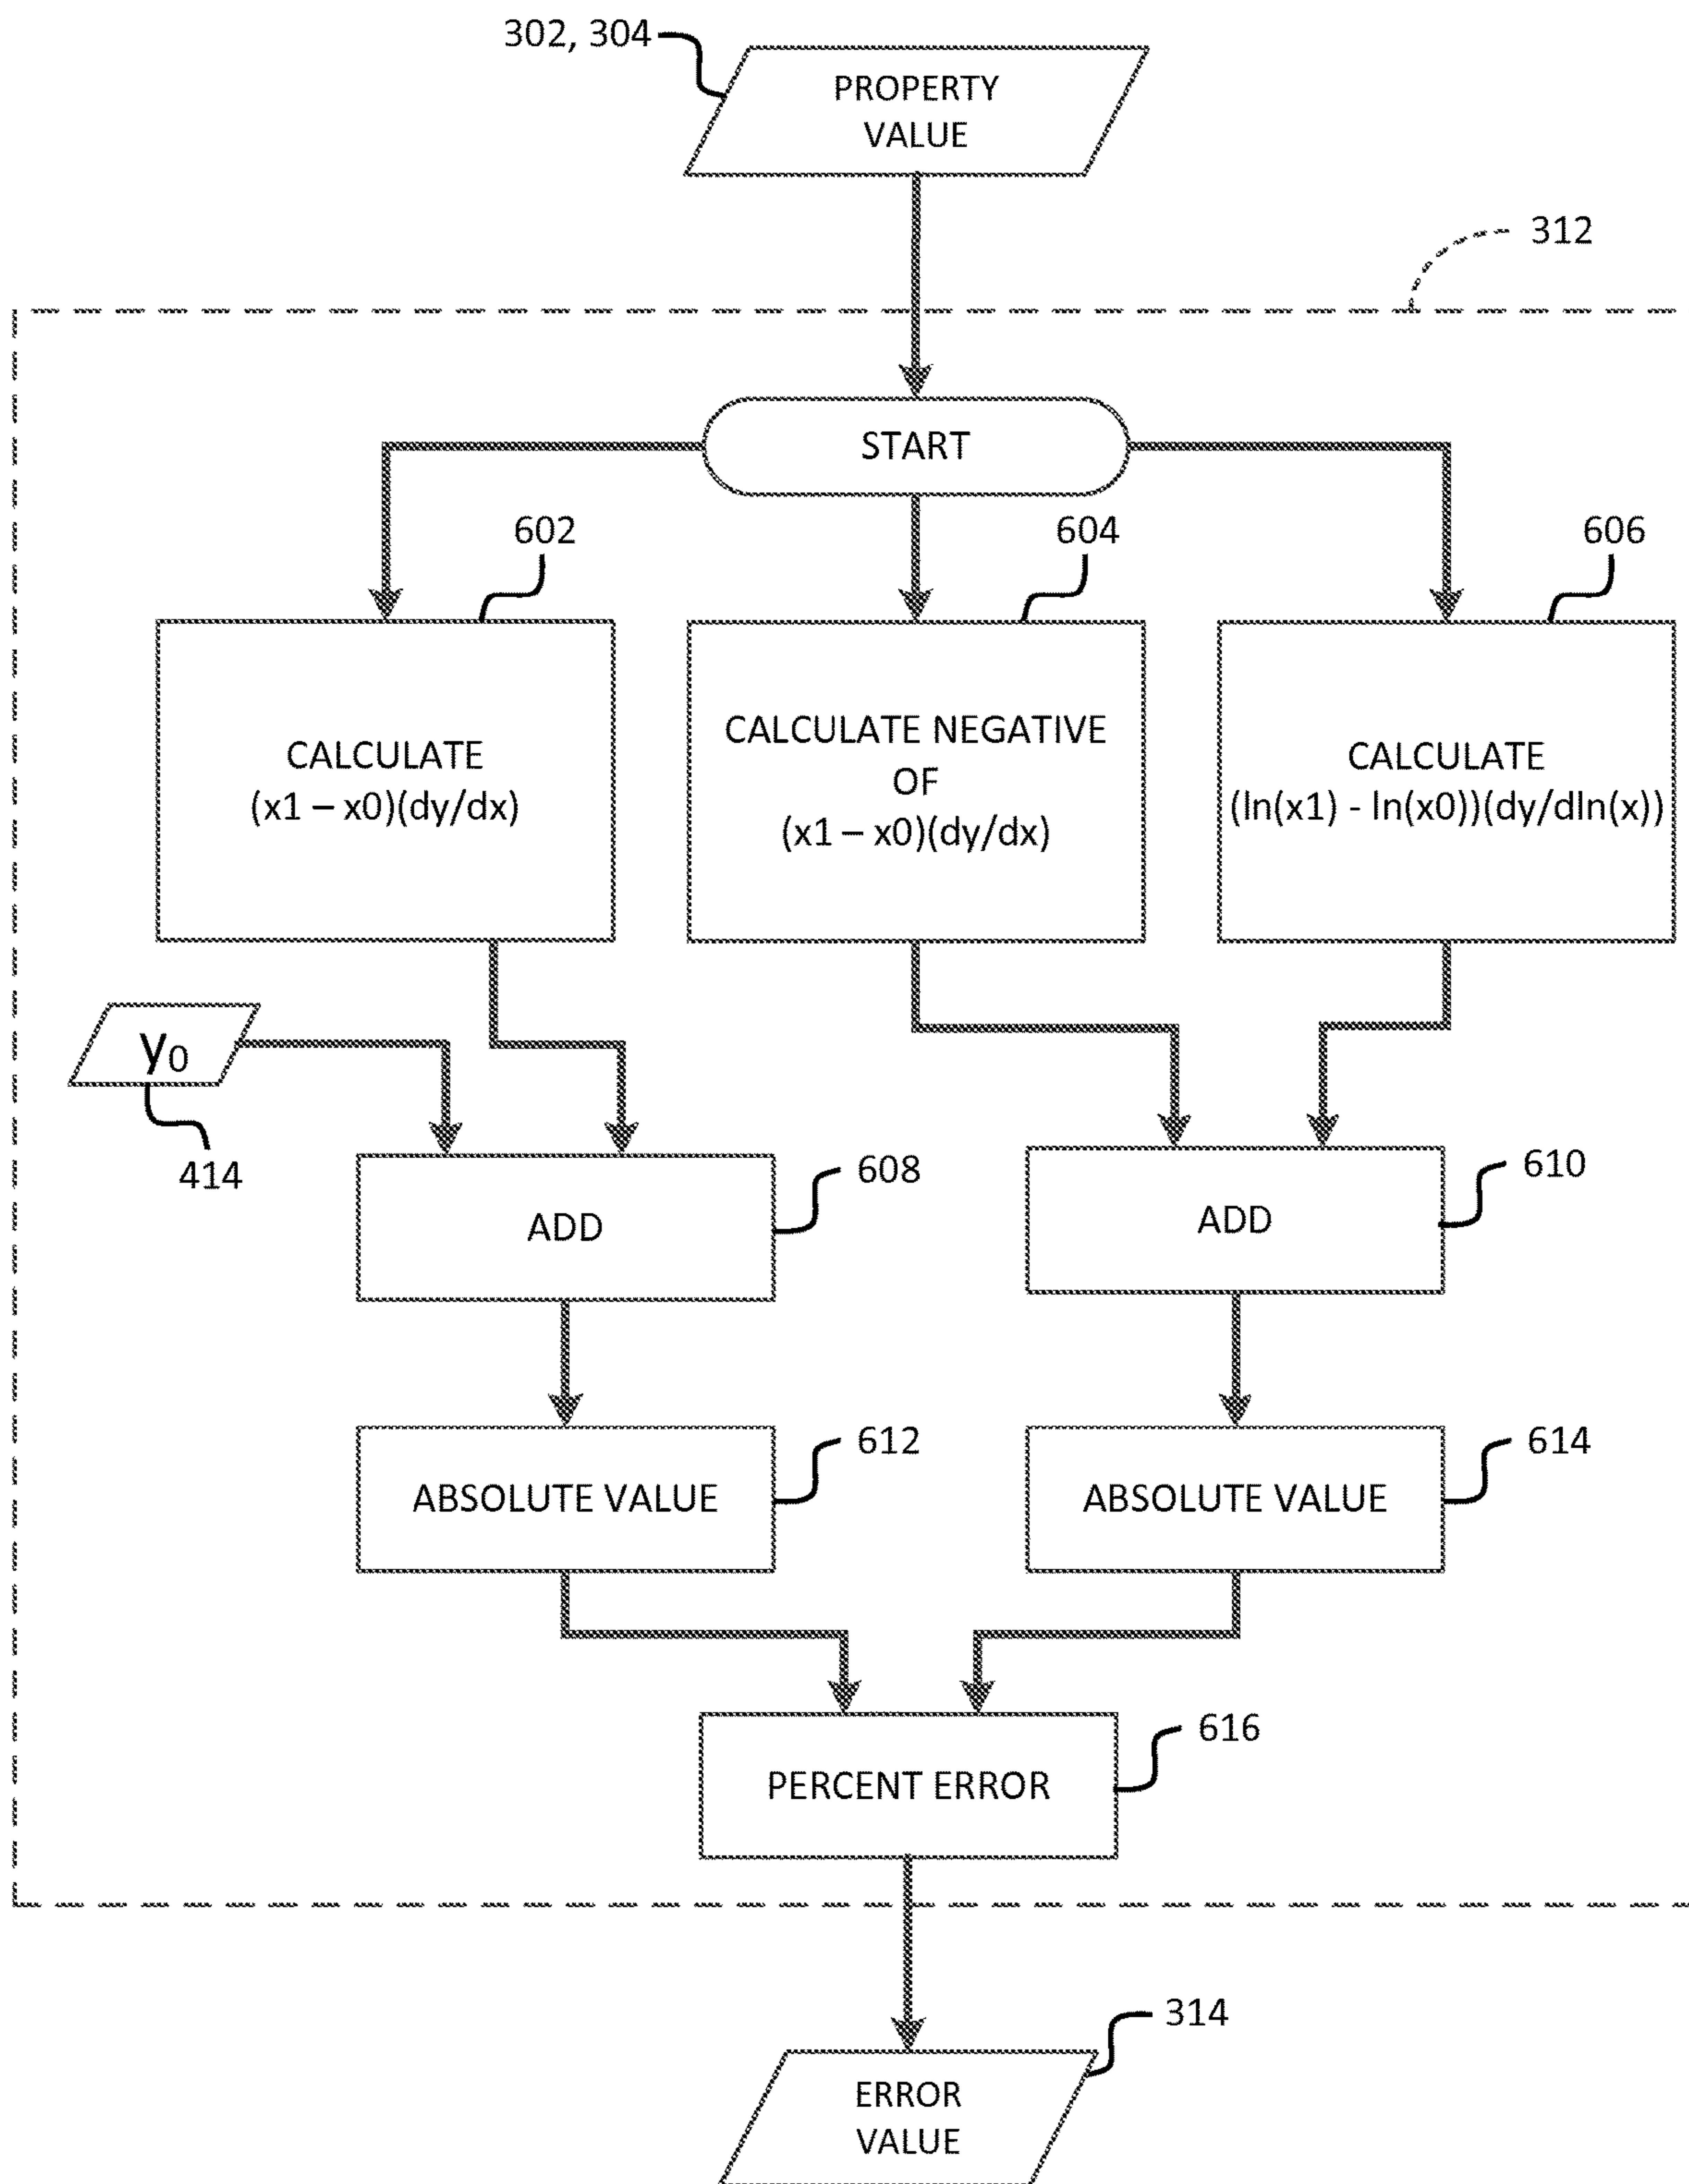 302, 304
PROPERTY
VALUE
312
START
602
604
606
CALCULATE
(x1 – x0)(dy/dx)
CALCULATE NEGATIVE
OF
(x1 – x0)(dy/dx)
CALCULATE
(ln(x1) - ln(x0))(dy/dln(x))
y₀
414
ADD
608
ADD
610
ABSOLUTE VALUE
612
ABSOLUTE VALUE
614
PERCENT ERROR
616
314
ERROR
VALUE